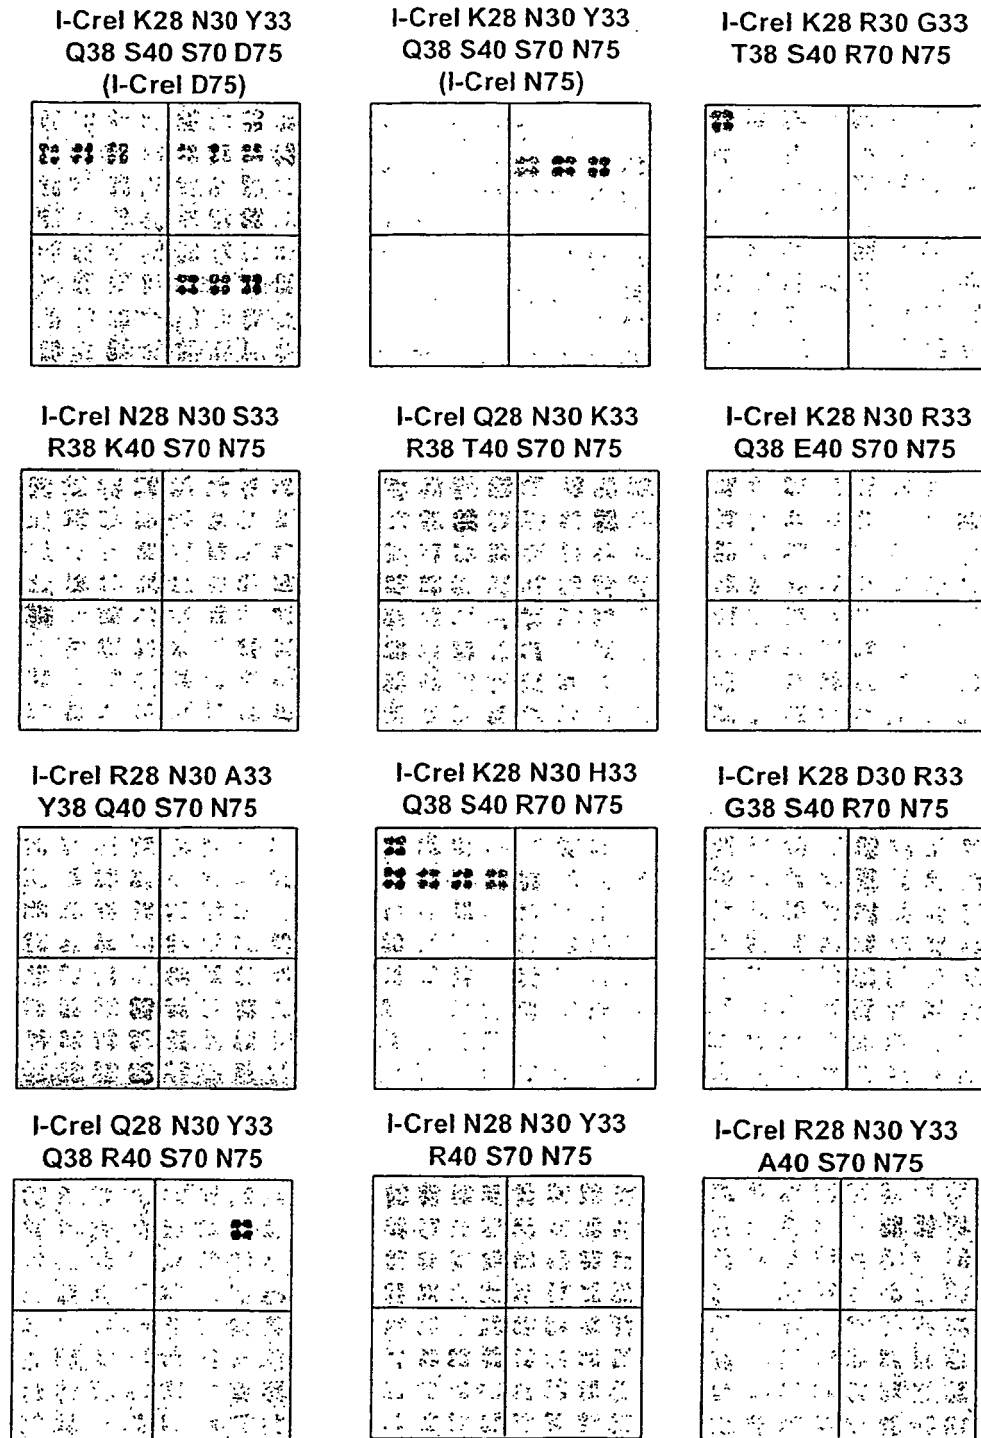 I-CreI K28 N30 Y33
Q38 S40 S70 D75
(I-CreI D75)
I-CreI K28 N30 Y33
Q38 S40 S70 N75
(I-CreI N75)
I-CreI K28 R30 G33
T38 S40 R70 N75
I-CreI N28 N30 S33
R38 K40 S70 N75
I-CreI Q28 N30 K33
R38 T40 S70 N75
I-CreI K28 N30 R33
Q38 E40 S70 N75
I-CreI R28 N30 A33
Y38 Q40 S70 N75
I-CreI K28 N30 H33
Q38 S40 R70 N75
I-CreI K28 D30 R33
G38 S40 R70 N75
I-CreI Q28 N30 Y33
Q38 R40 S70 N75
I-CreI N28 N30 Y33
R40 S70 N75
I-CreI R28 N30 Y33
A40 S70 N75